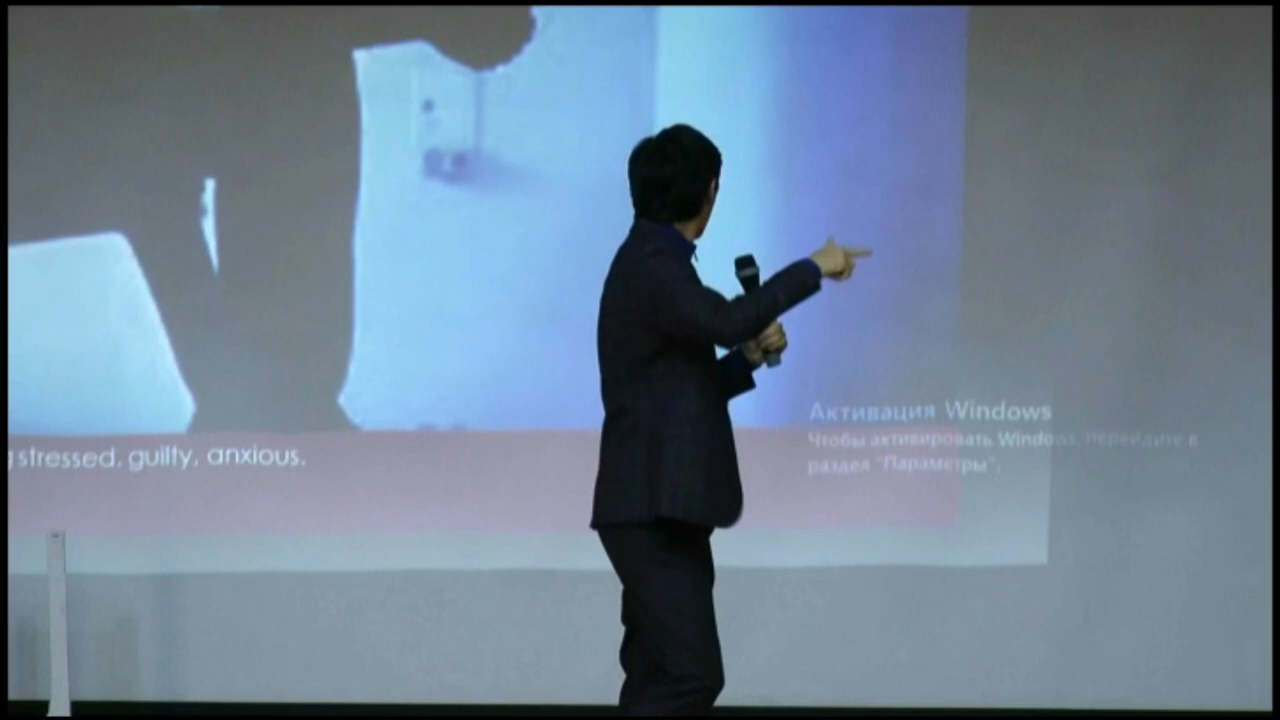 stressed, guilty, anxious.
Активация Windows
Чтобы активировать Windows, перейдите в
раздел "Параметры".